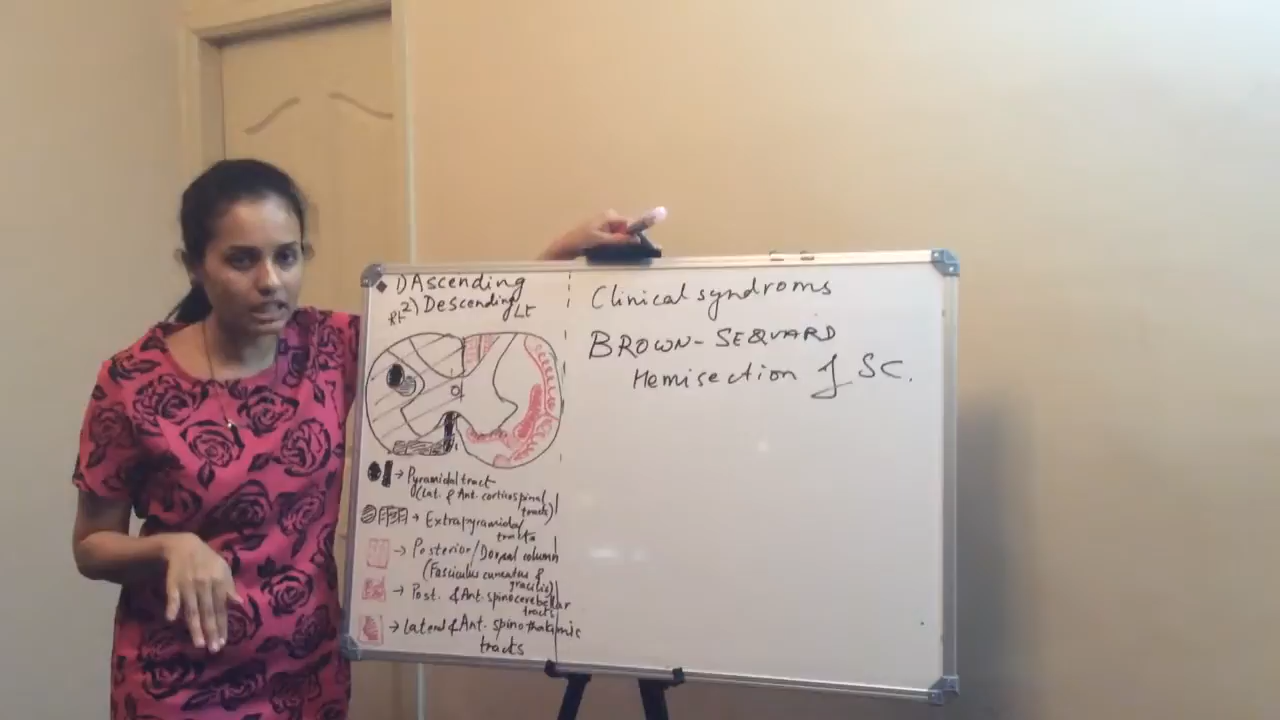 1) Ascending
2) Descending
Rt
Lt
→ Pyramidal tract
(Lat. & Ant. corticospinal
tracts)
→ Extrapyramidal
tracts
→ Posterior/Dorsal column
(Fasciculus cuneatus &
gracilis)
→ Post. & Ant. spinocerebellar
tracts
→ Lateral & Ant. spinothalamic
tracts
Clinical syndroms
BROWN-SEQUARD
Hemisection of SC.